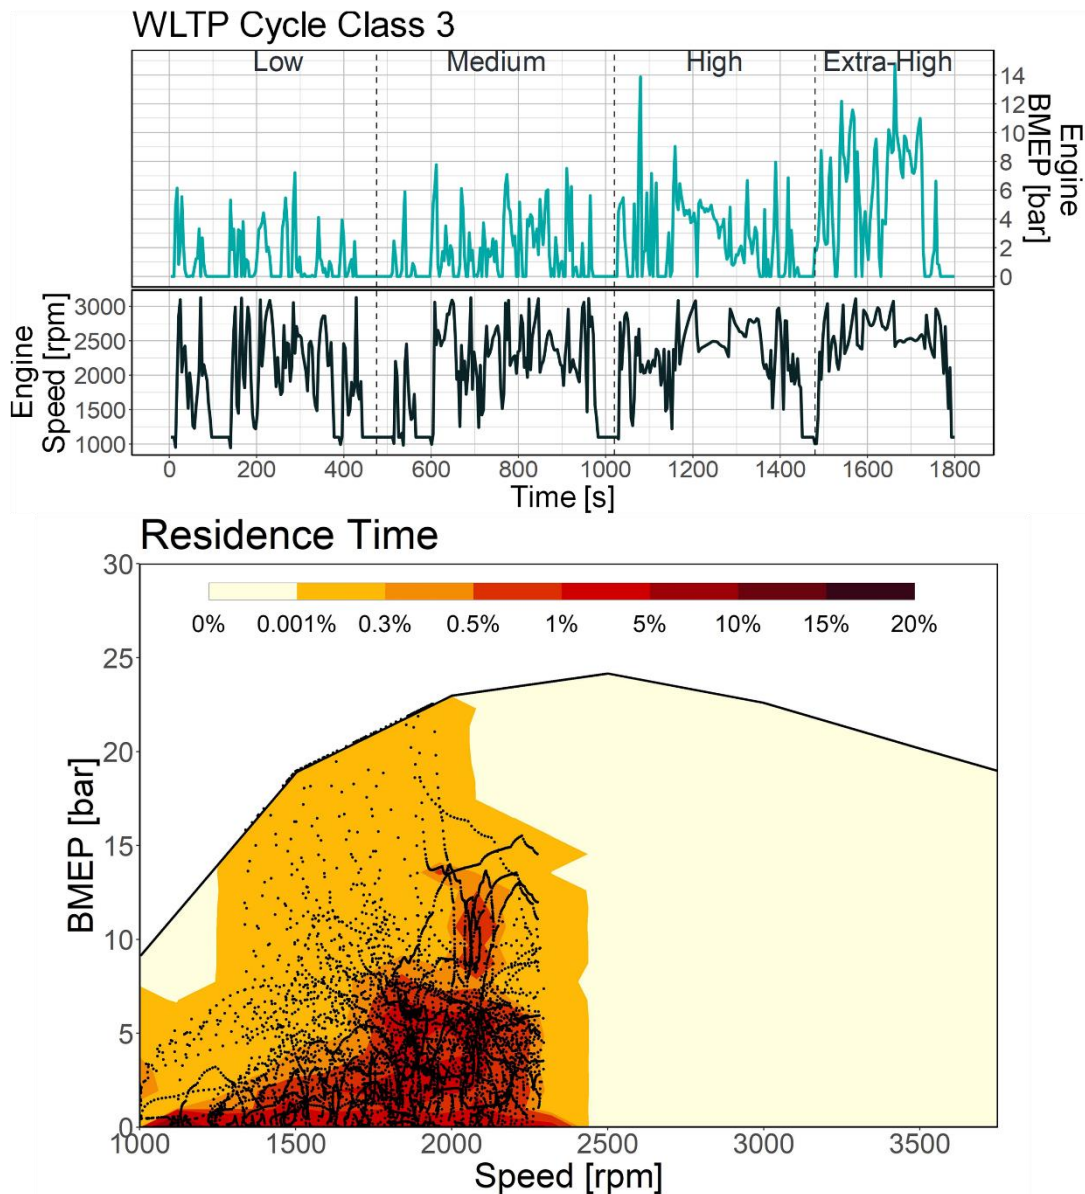 WLTP Cycle Class 3
Low Medium High Extra-High
14
12
10
8
6
4
2
0
Engine
BMEP [bar]
3000
2500
2000
1500
1000
Engine
Speed [rpm]
0 200 400 600 800 1000 1200 1400 1600 1800
Time [s]
Residence Time
30
25
20
15
10
5
0
BMEP [bar]
0% 0.001% 0.3% 0.5% 1% 5% 10% 15% 20%
1000 1500 2000 2500 3000 3500
Speed [rpm]